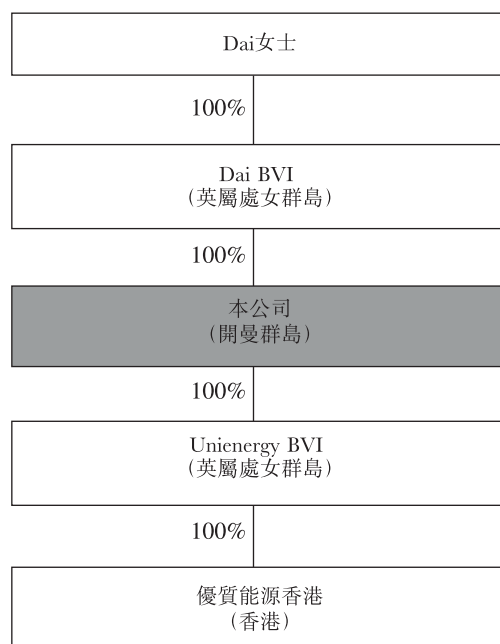 Dai女士
100%
Dai BVI
(英屬處女群島)
100%
本公司
(開曼群島)
100%
Unienergy BVI
(英屬處女群島)
100%
優質能源香港
(香港)